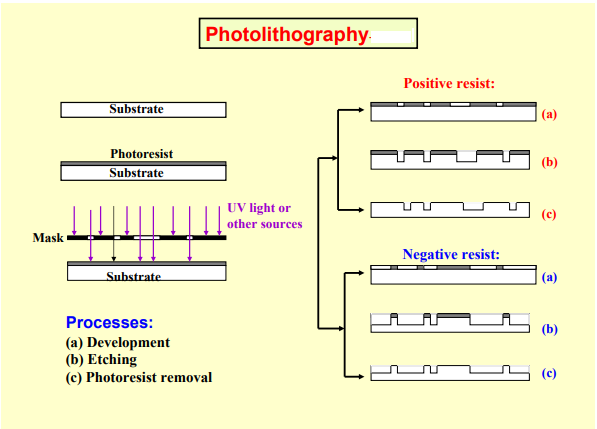 Photolithography
Substrate
Photoresist
Substrate
UV light or
other sources
Mask
Substrate
Processes:
(a) Development
(b) Etching
(c) Photoresist removal
Positive resist:
(a)
(b)
(c)
Negative resist:
(a)
(b)
(c)